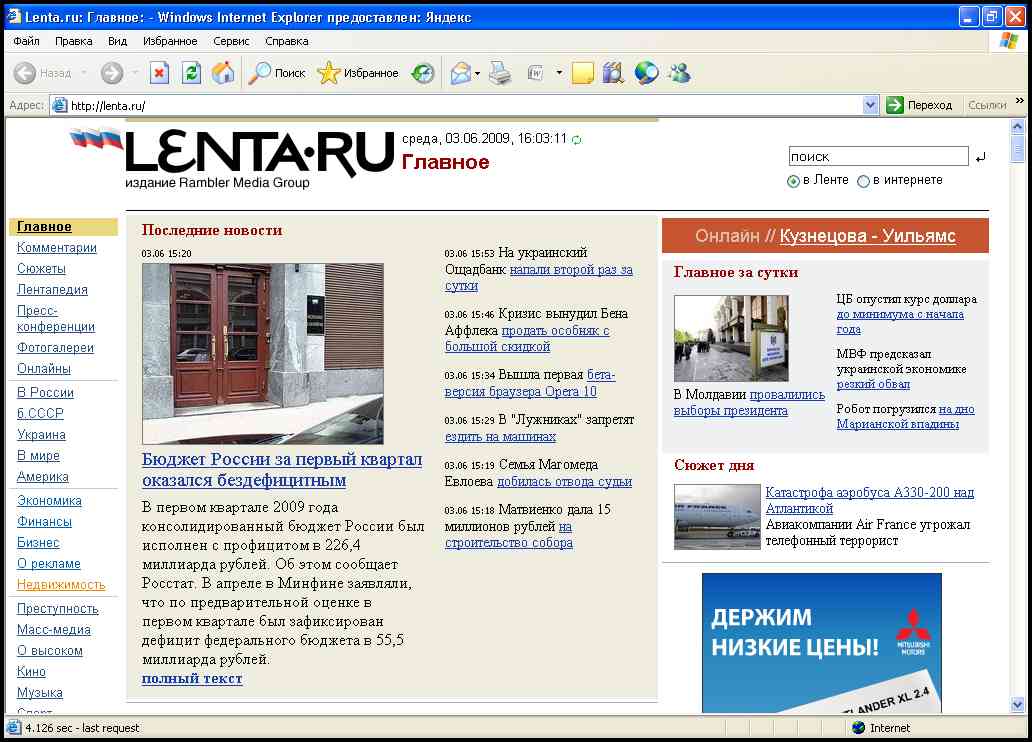 Lenta.ru: Главное: - Windows Internet Explorer предоставлен: Яндекс
Файл Правка Вид Избранное Сервис Справка
Назад Поиск Избранное
Адрес: http://lenta.ru/ Переход Ссылки »
LENTA·RU
издание Rambler Media Group
среда, 03.06.2009, 16:03:11
Главное
поиск
в Ленте в интернете
Главное
Комментарии
Сюжеты
Лентапедия
Пресс-
конференции
Фотогалереи
Онлайны
В России
б.СССР
Украина
В мире
Америка
Экономика
Финансы
Бизнес
О рекламе
Недвижимость
Преступность
Масс-медиа
О высоком
Кино
Музыка
Спорт
Последние новости
03.06 15:20
Бюджет России за первый квартал
оказался бездефицитным
В первом квартале 2009 года
консолидированный бюджет России был
исполнен с профицитом в 226,4
миллиарда рублей. Об этом сообщает
Росстат. В апреле в Минфине заявляли,
что по предварительной оценке в
первом квартале был зафиксирован
дефицит федерального бюджета в 55,5
миллиарда рублей.
полный текст
03.06 15:53 На украинский
Ощадбанк напали второй раз за
сутки
03.06 15:46 Кризис вынудил Бена
Аффлека продать особняк с
большой скидкой
03.06 15:34 Вышла первая бета-
версия браузера Opera 10
03.06 15:29 В "Лужниках" запретят
ездить на машинах
03.06 15:19 Семья Магомеда
Евлоева добилась отвода судьи
03.06 15:18 Матвиенко дала 15
миллионов рублей на
строительство собора
Онлайн // Кузнецова - Уильямс
Главное за сутки
В Молдавии провалились
выборы президента
ЦБ опустил курс доллара
до минимума с начала
года
МВФ предсказал
украинской экономике
резкий обвал
Робот погрузился на дно
Марианской впадины
Сюжет дня
AIR FRANCE
Катастрофа аэробуса A330-200 над
Атлантикой
Авиакомпании Air France угрожал
телефонный террорист
ДЕРЖИМ
НИЗКИЕ ЦЕНЫ!
MITSUBISHI
MOTORS
TLANDER XL 2.4
4.126 sec - last request Internet